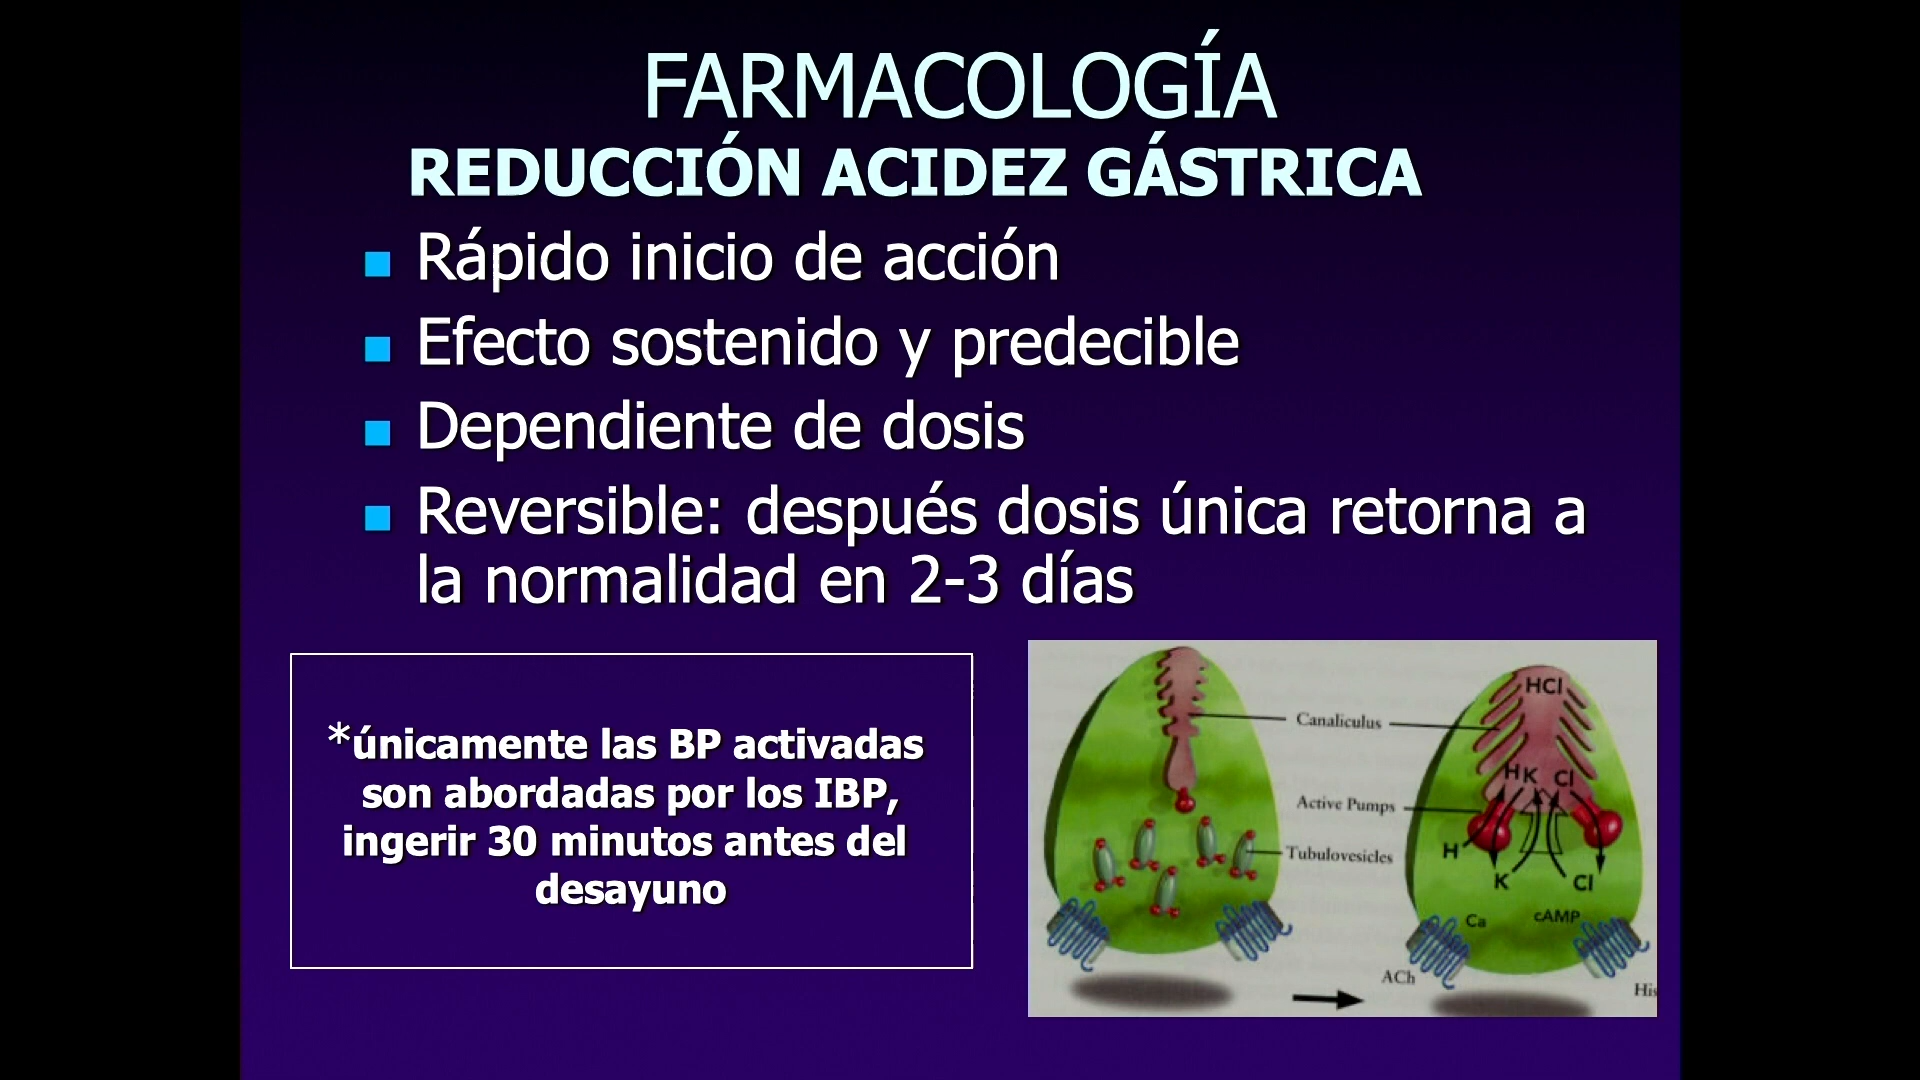 FARMACOLOGÍA
REDUCCIÓN ACIDEZ GÁSTRICA
Rápido inicio de acción
Efecto sostenido y predecible
Dependiente de dosis
Reversible: después dosis única retorna a
la normalidad en 2-3 días
*únicamente las BP activadas
son abordadas por los IBP,
ingerir 30 minutos antes del
desayuno
HCl
Canaliculus
H K Cl
Active Pumps
H
Tubulovesicles
K
Cl
Ca
cAMP
ACh
His